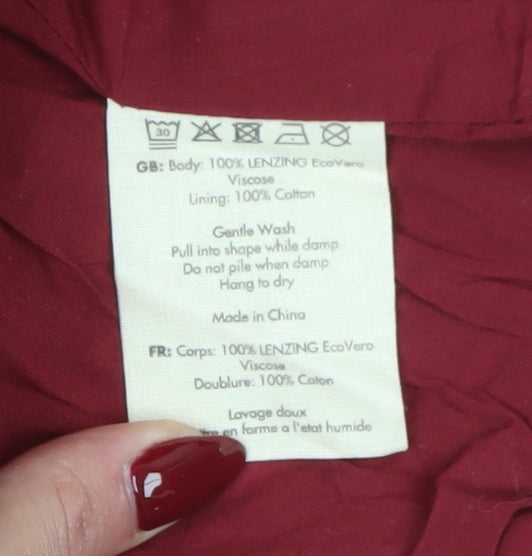 30
GB: Body: 100% LENZING EcoVero
Viscose
Lining: 100% Cotton
Gentle Wash
Pull into shape while damp
Do not pile when damp
Hang to dry
Made in China
FR: Corps: 100% LENZING EcoVero
Viscose
Doublure: 100% Coton
Lavage doux
en forme a l'etat humide